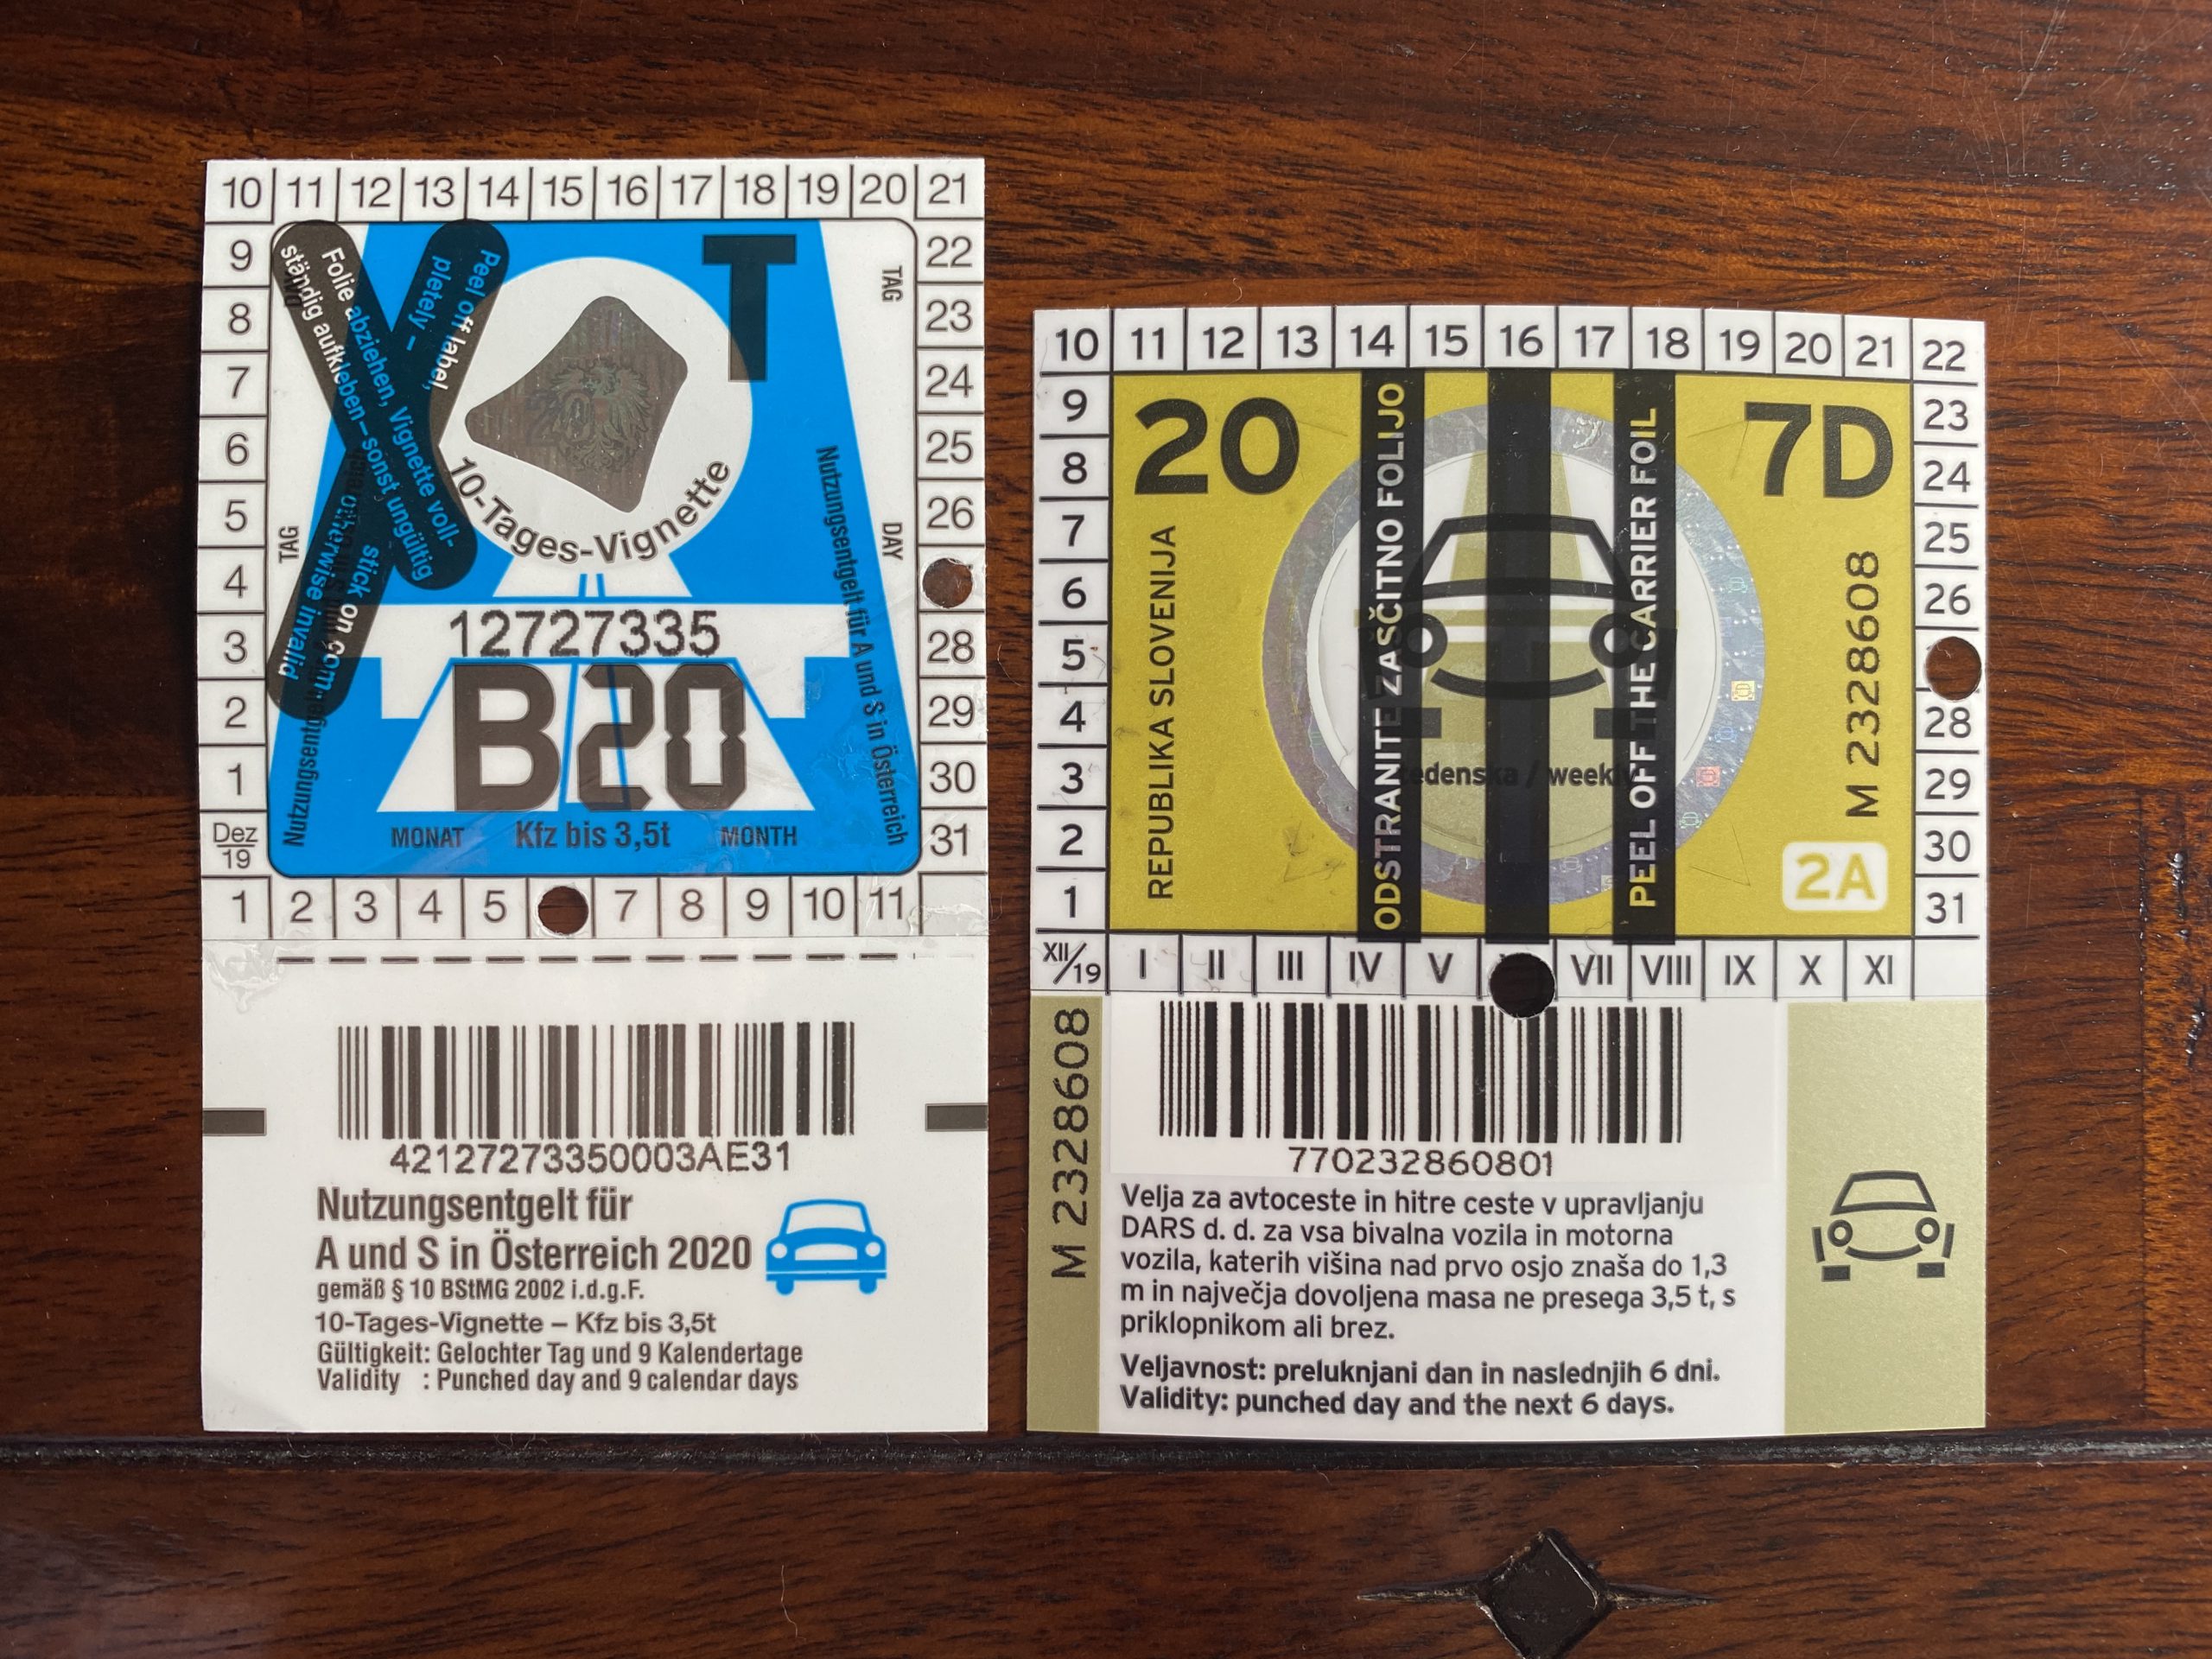 10 11 12 13 14 15 16 17 18 19 20 21
9
8
7
6
5
4
3
2
1
Dez
19
22
23
24
25
26
28
29
30
31
Folie abziehen, Vignette voll-
ständig aufkleben – sonst ungültig
Peel off label,
pletely –
stick on com-
otherwise invalid
T
TAG
DAY
TAG
10-Tages-Vignette
Nutzungsentgelt für A und S in Österreich
12727335
B20
MONAT Kfz bis 3,5t MONTH
1 2 3 4 5 7 8 9 10 11
42127273350003AE31
Nutzungsentgelt für
A und S in Österreich 2020
gemäß § 10 BStMG 2002 i.d.g.F.
10-Tages-Vignette – Kfz bis 3,5t
Gültigkeit: Gelochter Tag und 9 Kalendertage
Validity : Punched day and 9 calendar days
10 11 12 13 14 15 16 17 18 19 20 21 22
9
8
7
6
5
4
3
2
1
23
24
25
26
28
29
30
31
20 7D
REPUBLIKA SLOVENIJA
ODSTRANITE ZAŠČITNO FOLIJO
PEEL OFF THE CARRIER FOIL
tedenska / weekly
M 2328608
2A
XII/19 I II III IV V VII VIII IX X XI
M 2328608
770232860801
Velja za avtoceste in hitre ceste v upravljanju
DARS d. d. za vsa bivalna vozila in motorna
vozila, katerih višina nad prvo osjo znaša do 1,3
m in največja dovoljena masa ne presega 3,5 t, s
priklopnikom ali brez.
Veljavnost: preluknjani dan in naslednjih 6 dni.
Validity: punched day and the next 6 days.